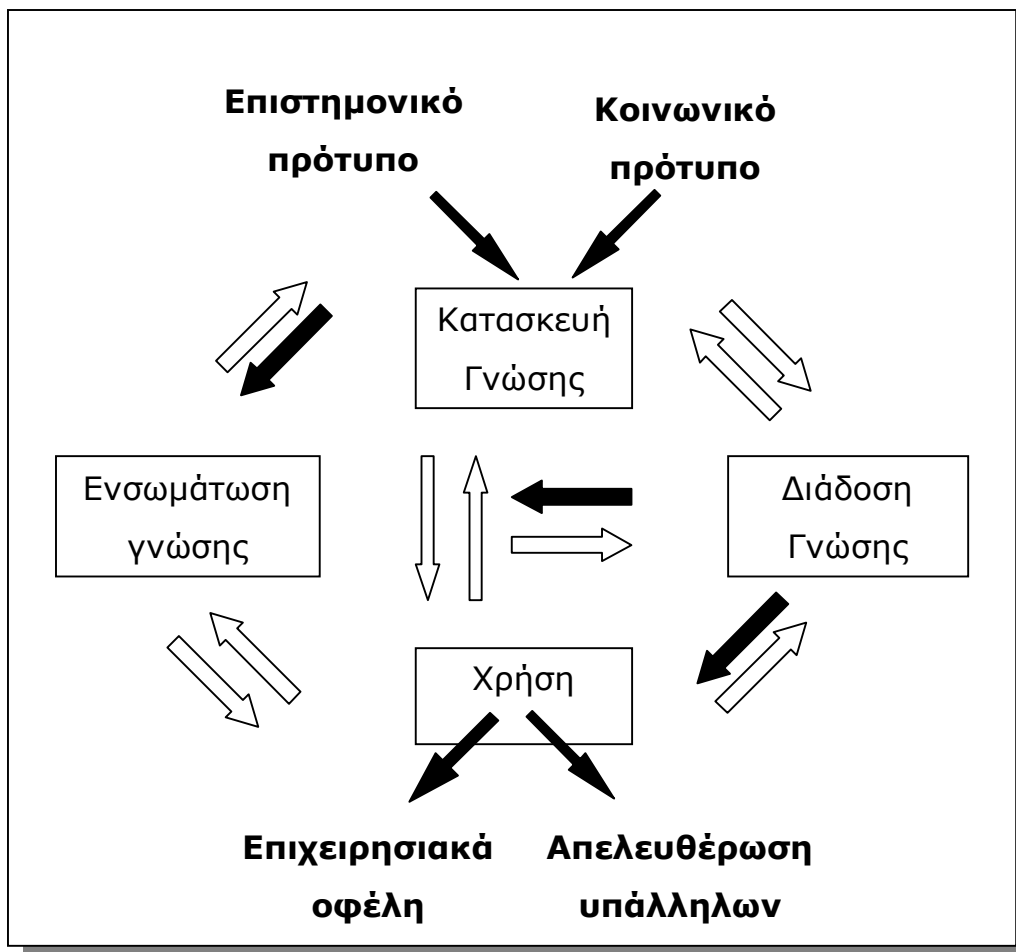 Επιστημονικό
πρότυπο
Κοινωνικό
πρότυπο
Κατασκευή
Γνώσης
Ενσωμάτωση
γνώσης
Διάδοση
Γνώσης
Χρήση
Επιχειρησιακά
οφέλη
Απελευθέρωση
υπάλληλων